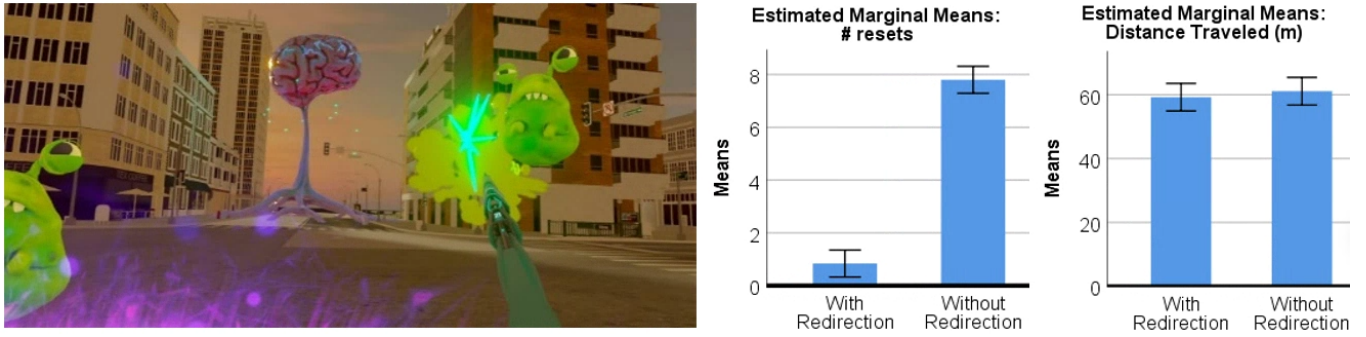 Estimated Marginal Means:
# resets
Means
8
6
4
2
0
With
Redirection
Without
Redirection
Estimated Marginal Means:
Distance Traveled (m)
Means
60
40
20
0
With
Redirection
Without
Redirection